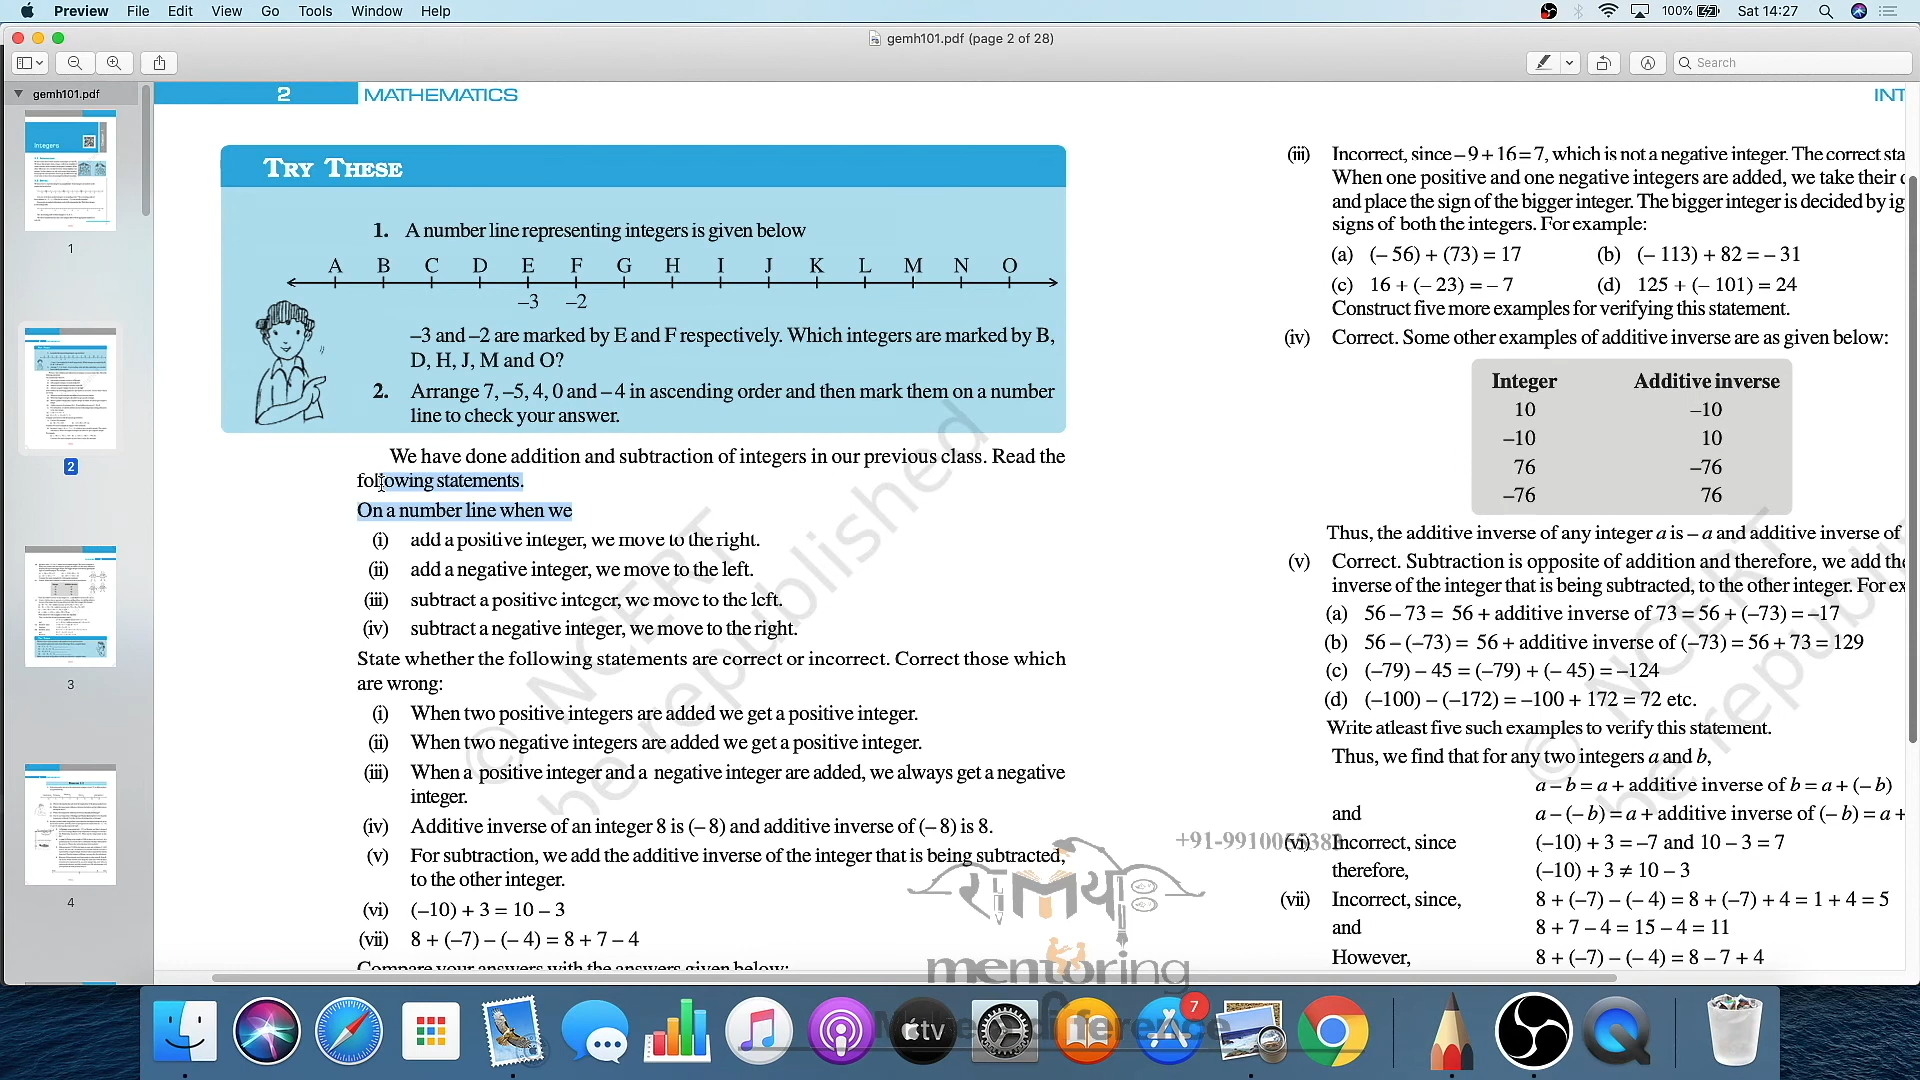 Preview File Edit View Go Tools Window Help 100% Sat 14:27
gemh101.pdf (page 2 of 28)
Search
gemh101.pdf
Integers
1
2
3
4
2 MATHEMATICS
TRY THESE
1. A number line representing integers is given below
A B C D E F G H I J K L M N O
–3 –2
–3 and –2 are marked by E and F respectively. Which integers are marked by B,
D, H, J, M and O?
2. Arrange 7, –5, 4, 0 and – 4 in ascending order and then mark them on a number
line to check your answer.
We have done addition and subtraction of integers in our previous class. Read the
following statements.
On a number line when we
(i) add a positive integer, we move to the right.
(ii) add a negative integer, we move to the left.
(iii) subtract a positive integer, we move to the left.
(iv) subtract a negative integer, we move to the right.
State whether the following statements are correct or incorrect. Correct those which
are wrong:
(i) When two positive integers are added we get a positive integer.
(ii) When two negative integers are added we get a positive integer.
(iii) When a positive integer and a negative integer are added, we always get a negative
integer.
(iv) Additive inverse of an integer 8 is (– 8) and additive inverse of (– 8) is 8.
(v) For subtraction, we add the additive inverse of the integer that is being subtracted,
to the other integer.
(vi) (–10) + 3 = 10 – 3
(vii) 8 + (–7) – (– 4) = 8 + 7 – 4
Compare your answers with the answers given below:
© NCERT
be republished
INT
(iii) Incorrect, since – 9 + 16 = 7, which is not a negative integer. The correct sta
When one positive and one negative integers are added, we take their
and place the sign of the bigger integer. The bigger integer is decided by ig
signs of both the integers. For example:
(a) (– 56) + (73) = 17 (b) (– 113) + 82 = – 31
(c) 16 + (– 23) = – 7 (d) 125 + (– 101) = 24
Construct five more examples for verifying this statement.
(iv) Correct. Some other examples of additive inverse are as given below:
Integer Additive inverse
10 –10
–10 10
76 –76
–76 76
Thus, the additive inverse of any integer a is – a and additive inverse of
(v) Correct. Subtraction is opposite of addition and therefore, we add the
inverse of the integer that is being subtracted, to the other integer. For ex
(a) 56 – 73 = 56 + additive inverse of 73 = 56 + (–73) = –17
(b) 56 – (–73) = 56 + additive inverse of (–73) = 56 + 73 = 129
(c) (–79) – 45 = (–79) + (– 45) = –124
(d) (–100) – (–172) = –100 + 172 = 72 etc.
Write atleast five such examples to verify this statement.
Thus, we find that for any two integers a and b,
a – b = a + additive inverse of b = a + (– b)
and a – (– b) = a + additive inverse of (– b) = a +
(vi) Incorrect, since (–10) + 3 = –7 and 10 – 3 = 7
therefore, (–10) + 3 ≠ 10 – 3
(vii) Incorrect, since, 8 + (–7) – (– 4) = 8 + (–7) + 4 = 1 + 4 = 5
and 8 + 7 – 4 = 15 – 4 = 11
However, 8 + (–7) – (– 4) = 8 – 7 + 4
© NCERT
be republished
mentoring
tv
7